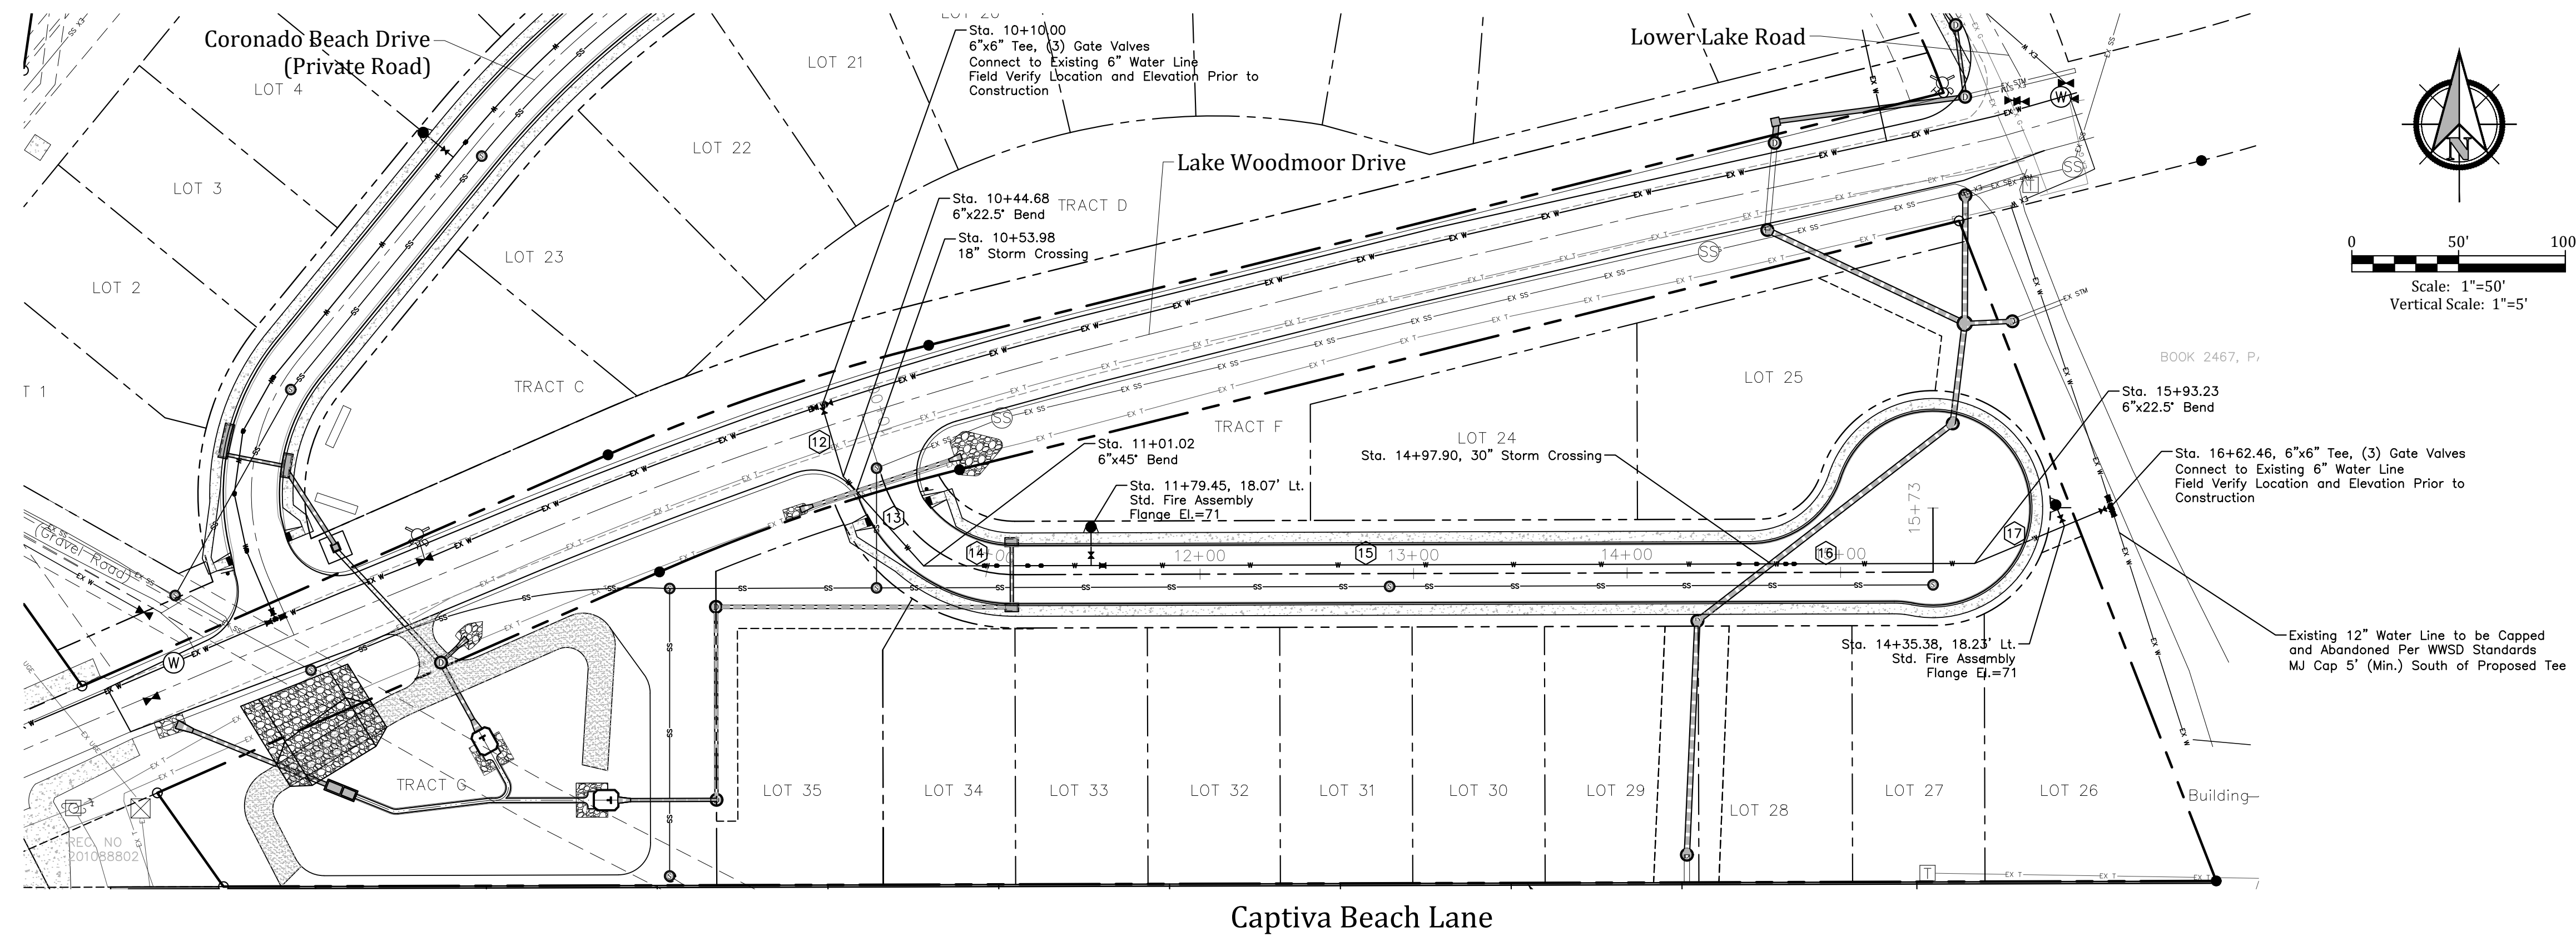 Coronado Beach Drive
(Private Road)
LOT 4
LOT 3
LOT 2
T 1
LOT 20
LOT 21
LOT 22
LOT 23
TRACT C
Sta. 10+10.00
6"x6" Tee, (3) Gate Valves
Connect to Existing 6" Water Line
Field Verify Location and Elevation Prior to
Construction
Sta. 10+44.68
6"x22.5° Bend
TRACT D
Sta. 10+53.98
18" Storm Crossing
Lake Woodmoor Drive
Lower Lake Road
N
0 50' 100
Scale: 1"=50'
Vertical Scale: 1"=5'
BOOK 2467, P
LOT 25
TRACT F
LOT 24
Sta. 14+97.90, 30" Storm Crossing
Sta. 11+01.02
6"x45° Bend
Sta. 11+79.45, 18.07' Lt.
Std. Fire Assembly
Flange El.=71
Sta. 15+93.23
6"x22.5° Bend
Sta. 16+62.46, 6"x6" Tee, (3) Gate Valves
Connect to Existing 6" Water Line
Field Verify Location and Elevation Prior to
Construction
12
13
14
15
16
17
12+00
13+00
14+00
15+73
(Gravel Road)
Sta. 14+35.38, 18.23' Lt.
Std. Fire Assembly
Flange El.=71
Existing 12" Water Line to be Capped
and Abandoned Per WWSD Standards
MJ Cap 5' (Min.) South of Proposed Tee
TRACT G
LOT 35
LOT 34
LOT 33
LOT 32
LOT 31
LOT 30
LOT 29
LOT 28
LOT 27
LOT 26
Building
REC. NO
201088802
EX W
EX SS
EX T
EX STM
SS
W
T
Captiva Beach Lane